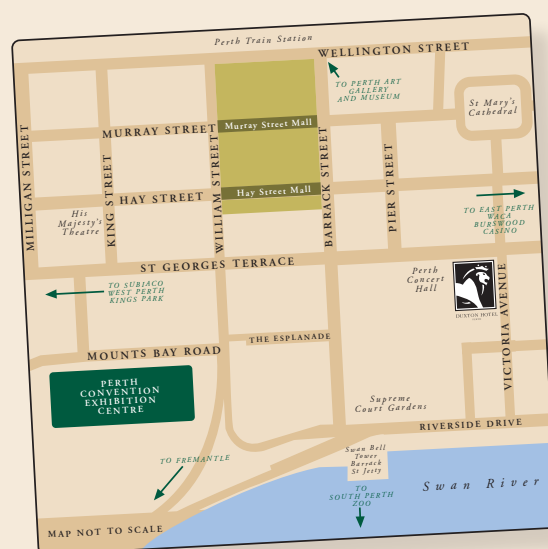 Perth Train Station
WELLINGTON STREET
TO PERTH ART
GALLERY
AND MUSEUM
St Mary's
Cathedral
MURRAY STREET
Murray Street Mall
MILLIGAN STREET
KING STREET
WILLIAM STREET
BARRACK STREET
PIER STREET
HAY STREET
Hay Street Mall
His
Majesty's
Theatre
TO EAST PERTH
WACA
BURSWOOD
CASINO
ST GEORGES TERRACE
TO SUBIACO
WEST PERTH
KINGS PARK
Perth
Concert
Hall
DUXTON HOTEL
VICTORIA AVENUE
MOUNTS BAY ROAD
THE ESPLANADE
PERTH
CONVENTION
EXHIBITION
CENTRE
Supreme
Court Gardens
RIVERSIDE DRIVE
TO FREMANTLE
Swan Bell
Tower
Barrack
St Jetty
TO
SOUTH PERTH
ZOO
Swan River
MAP NOT TO SCALE